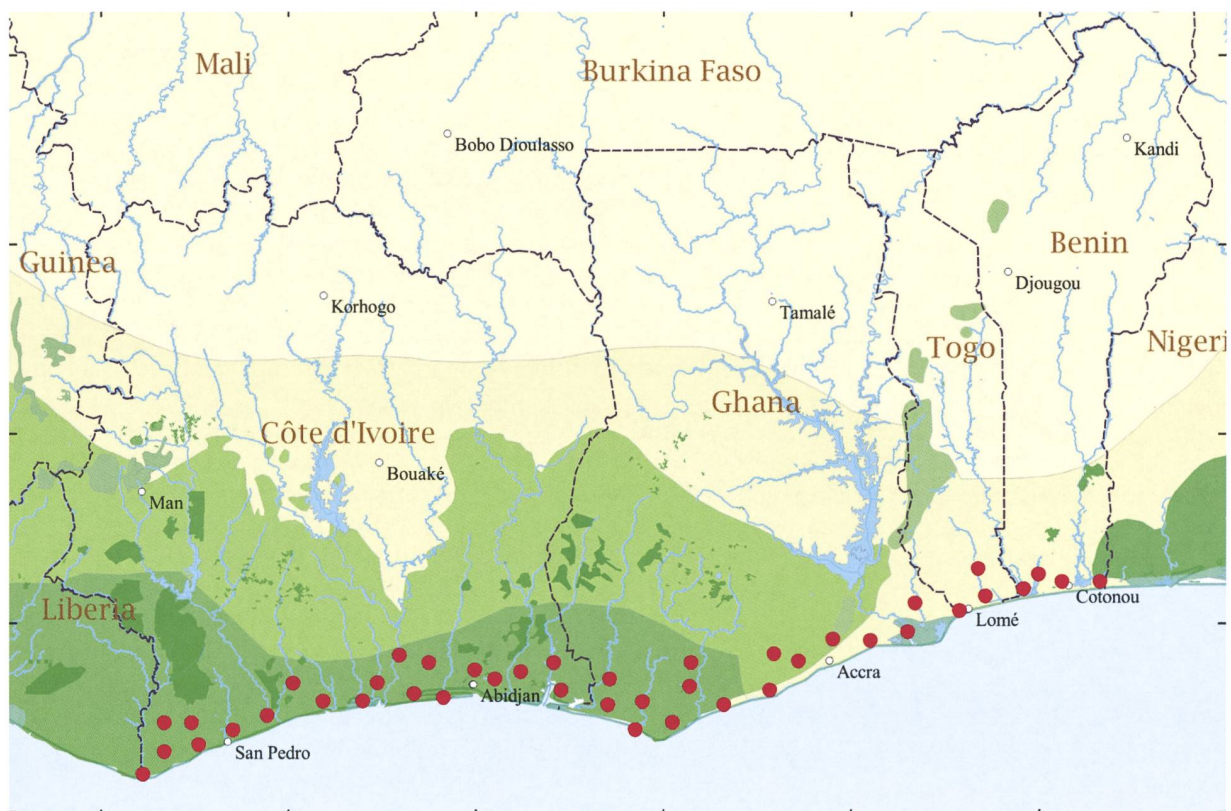 Mali
Burkina Faso
Bobo Dioulasso
Kandi
Guinea
Benin
Korhogo
Djougou
Tamalé
Togo
Nigeri
Ghana
Côte d'Ivoire
Bouaké
Man
Liberia
Cotonou
Lomé
Accra
Abidjan
San Pedro